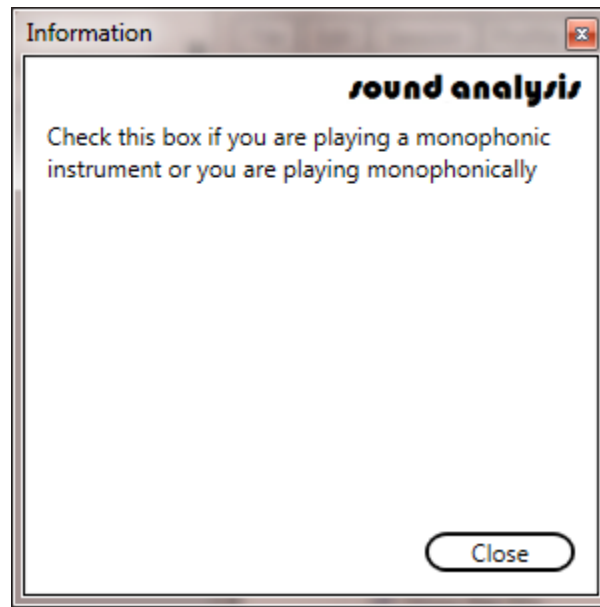 Information
sound analysis
Check this box if you are playing a monophonic
instrument or you are playing monophonically
Close